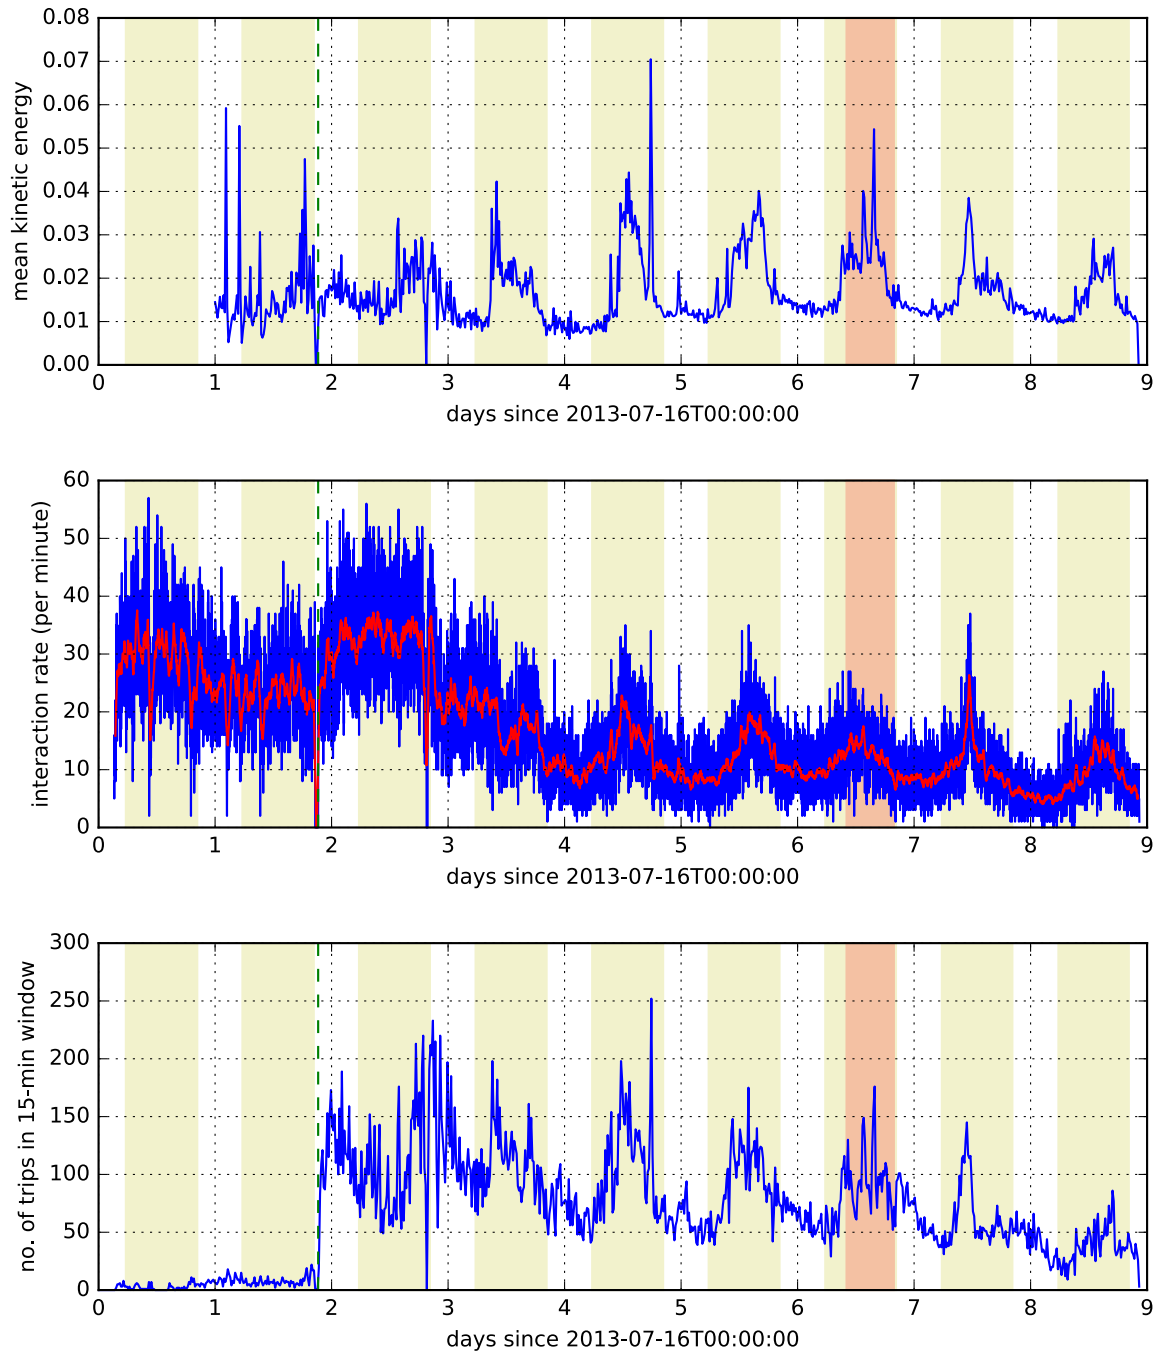 mean kinetic energy
0.08
0.07
0.06
0.05
0.04
0.03
0.02
0.01
0.00
0 1 2 3 4 5 6 7 8 9
days since 2013-07-16T00:00:00
interaction rate (per minute)
60
50
40
30
20
10
0
0 1 2 3 4 5 6 7 8 9
days since 2013-07-16T00:00:00
no. of trips in 15-min window
300
250
200
150
100
50
0
0 1 2 3 4 5 6 7 8 9
days since 2013-07-16T00:00:00